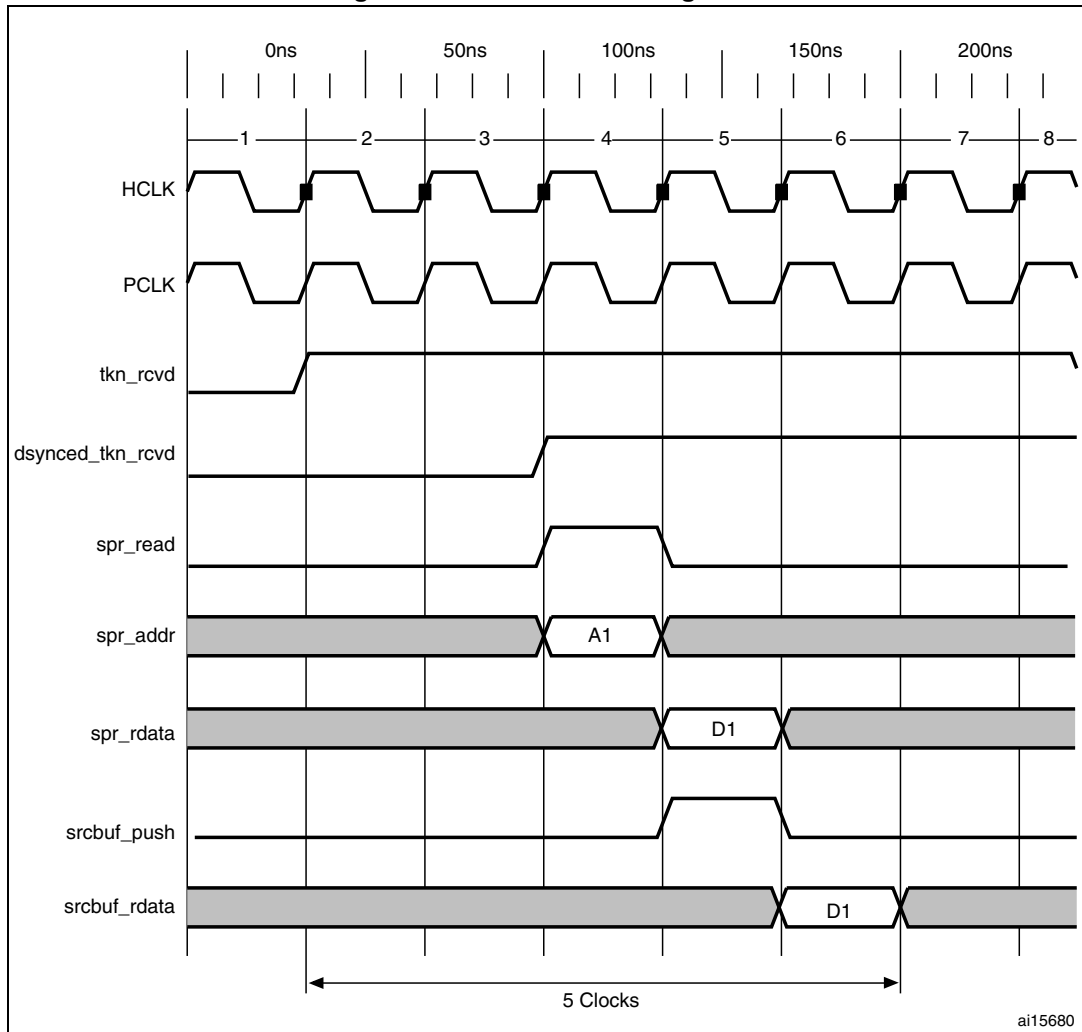 0ns 50ns 100ns 150ns 200ns
1 2 3 4 5 6 7 8
HCLK
PCLK
tkn_rcvd
dsynced_tkn_rcvd
spr_read
spr_addr A1
spr_rdata D1
srcbuf_push
srcbuf_rdata D1
5 Clocks
ai15680